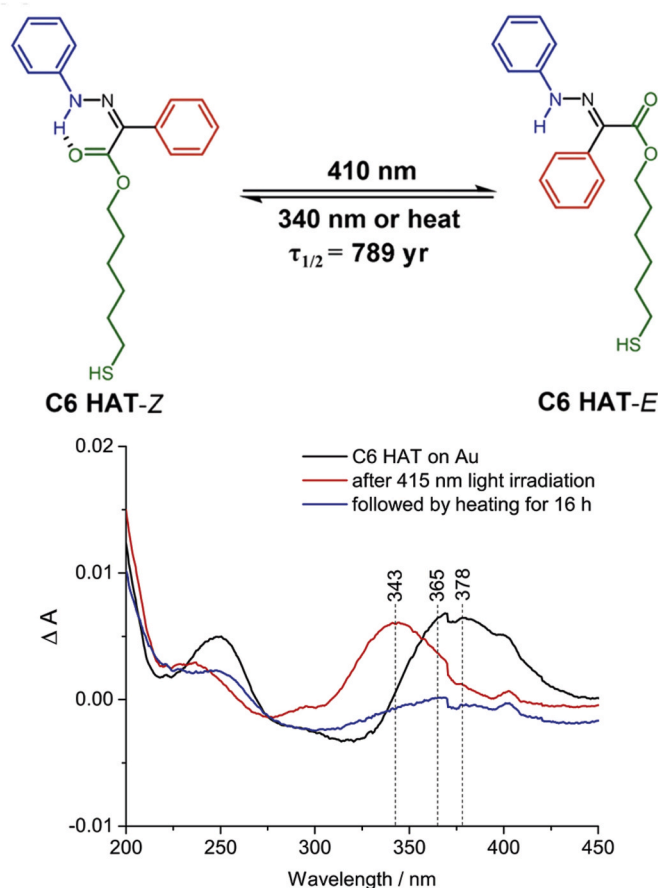 N
N
H
O
O
HS
C6 HAT-Z
410 nm
340 nm or heat
τ1/2 = 789 yr
N
N
H
O
O
HS
C6 HAT-E
C6 HAT on Au
after 415 nm light irradiation
followed by heating for 16 h
343
365
378
0.02
0.01
0.00
-0.01
Δ A
200
250
300
350
400
450
Wavelength / nm